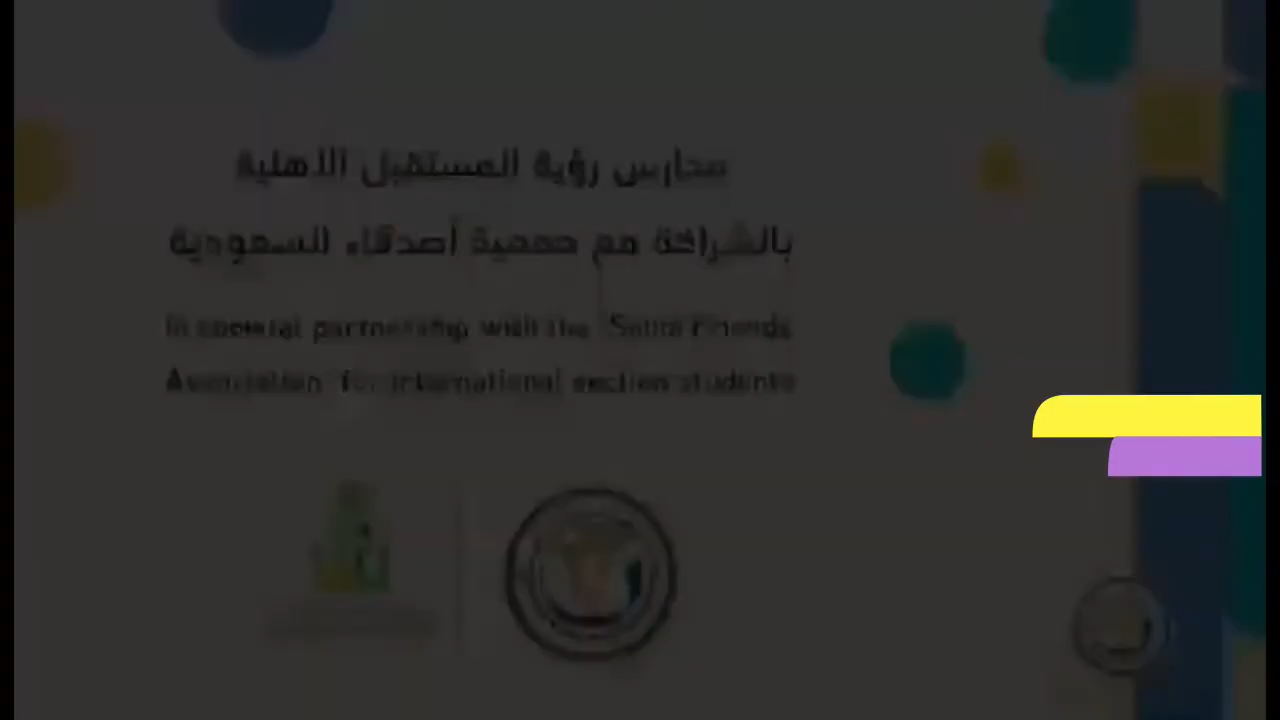 مدارس رؤية المستقبل الأهلية
بالشراكة مع جمعية أصدقاء السعودية
In societal partnership with the "Saudi Friends
Association" for international section students